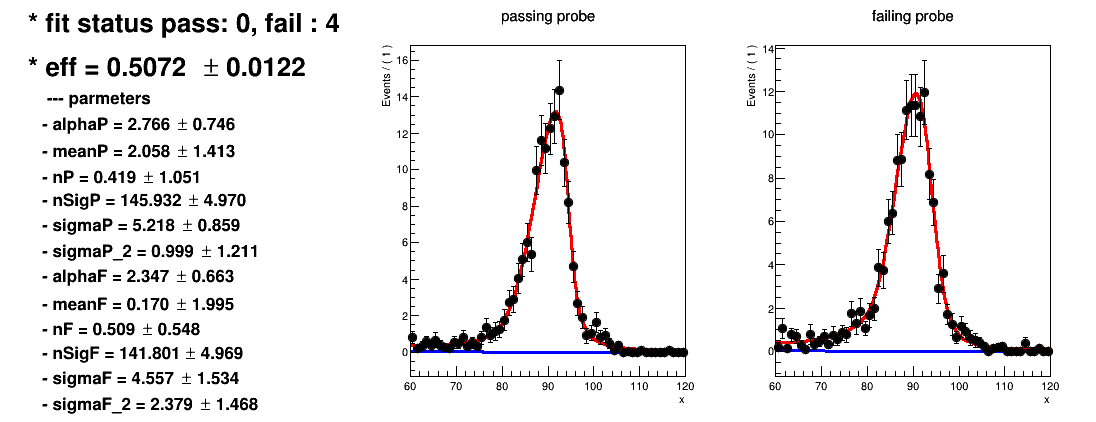 * fit status pass: 0, fail : 4
* eff = 0.5072 ± 0.0122
--- parmeters
- alphaP = 2.766 ± 0.746
- meanP = 2.058 ± 1.413
- nP = 0.419 ± 1.051
- nSigP = 145.932 ± 4.970
- sigmaP = 5.218 ± 0.859
- sigmaP_2 = 0.999 ± 1.211
- alphaF = 2.347 ± 0.663
- meanF = 0.170 ± 1.995
- nF = 0.509 ± 0.548
- nSigF = 141.801 ± 4.969
- sigmaF = 4.557 ± 1.534
- sigmaF_2 = 2.379 ± 1.468
passing probe
Events / ( 1 )
16
14
12
10
8
6
4
2
0
60 70 80 90 100 110 120
x
failing probe
Events / ( 1 )
14
12
10
8
6
4
2
0
60 70 80 90 100 110 120
x